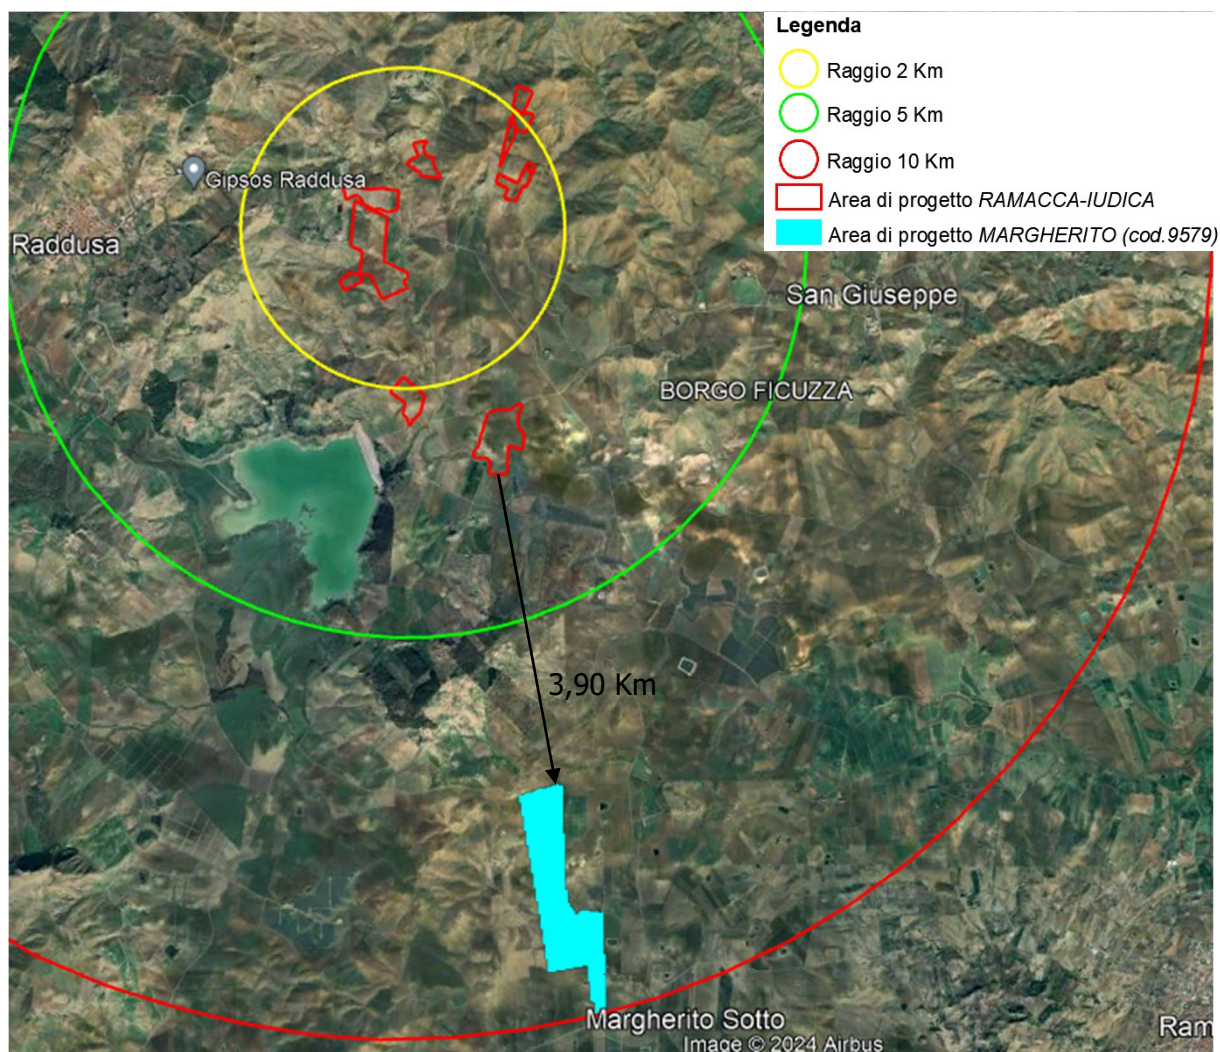 Legenda
Raggio 2 Km
Raggio 5 Km
Raggio 10 Km
Area di progetto RAMACCA-IUDICA
Area di progetto MARGHERITO (cod.9579)
Gipsos Raddusa
Raddusa
San Giuseppe
BORGO FICUZZA
3,90 Km
Margherito Sotto
Ram
Image © 2024 Airbus